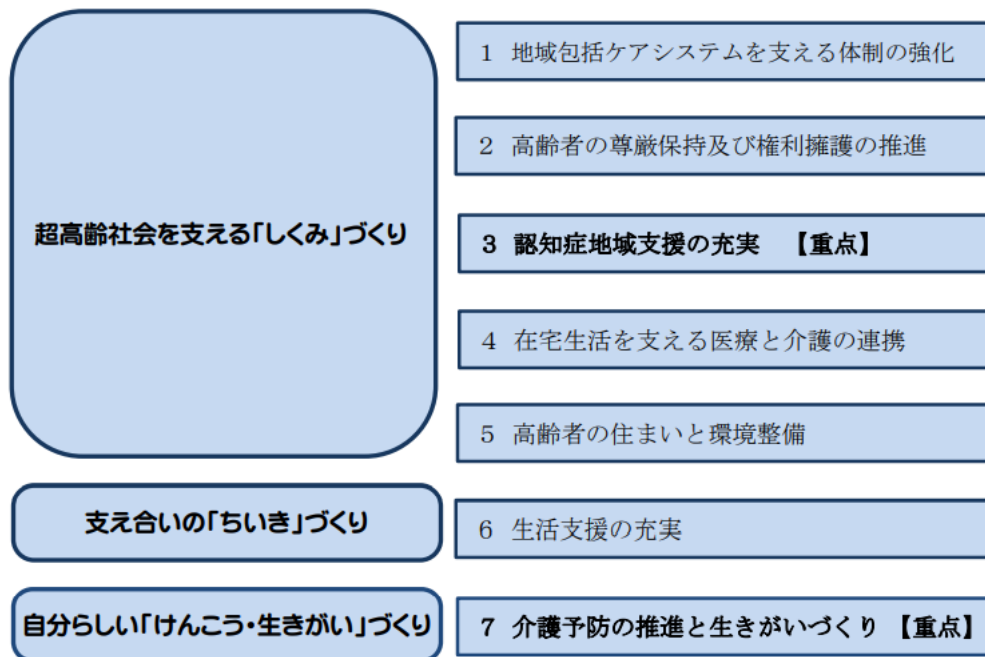 超高齢社会を支える「しくみ」づくり
1 地域包括ケアシステムを支える体制の強化
2 高齢者の尊厳保持及び権利擁護の推進
3 認知症地域支援の充実 【重点】
4 在宅生活を支える医療と介護の連携
5 高齢者の住まいと環境整備
支え合いの「ちいき」づくり
6 生活支援の充実
自分らしい「けんこう・生きがい」づくり
7 介護予防の推進と生きがいづくり 【重点】